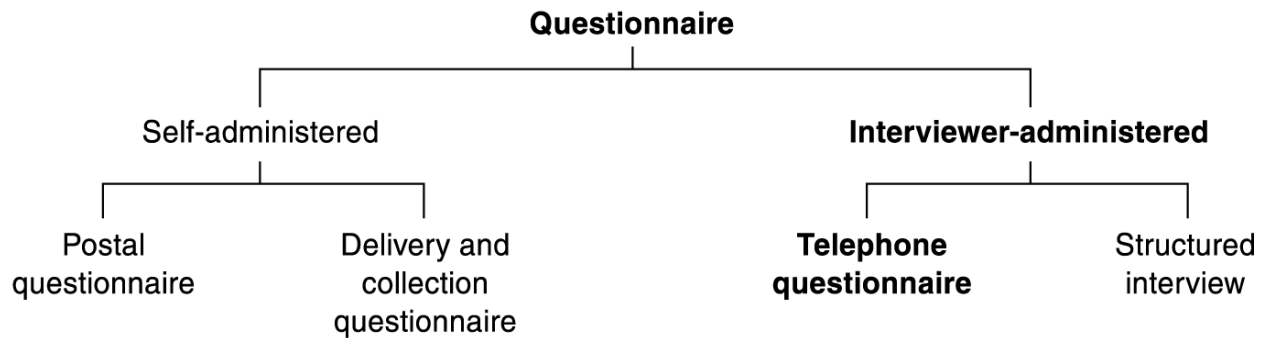 Questionnaire
Self-administered
Interviewer-administered
Postal
questionnaire
Delivery and
collection
questionnaire
Telephone
questionnaire
Structured
interview